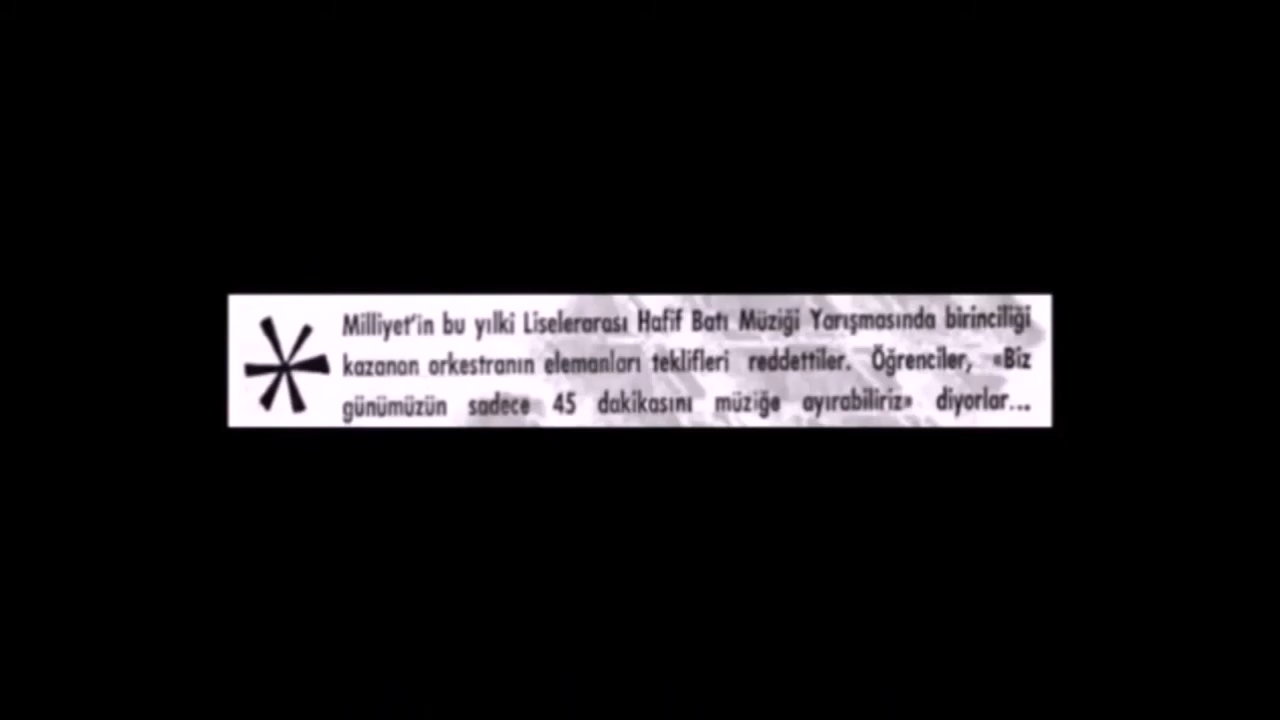 Milliyet'in bu yılki Liselerarası Hafif Batı Müziği Yarışmasında birinciliği
kazanan orkestranın elemanları teklifleri reddettiler. Öğrenciler, «Biz
günümüzün sadece 45 dakikasını müziğe ayırabiliriz» diyorlar...